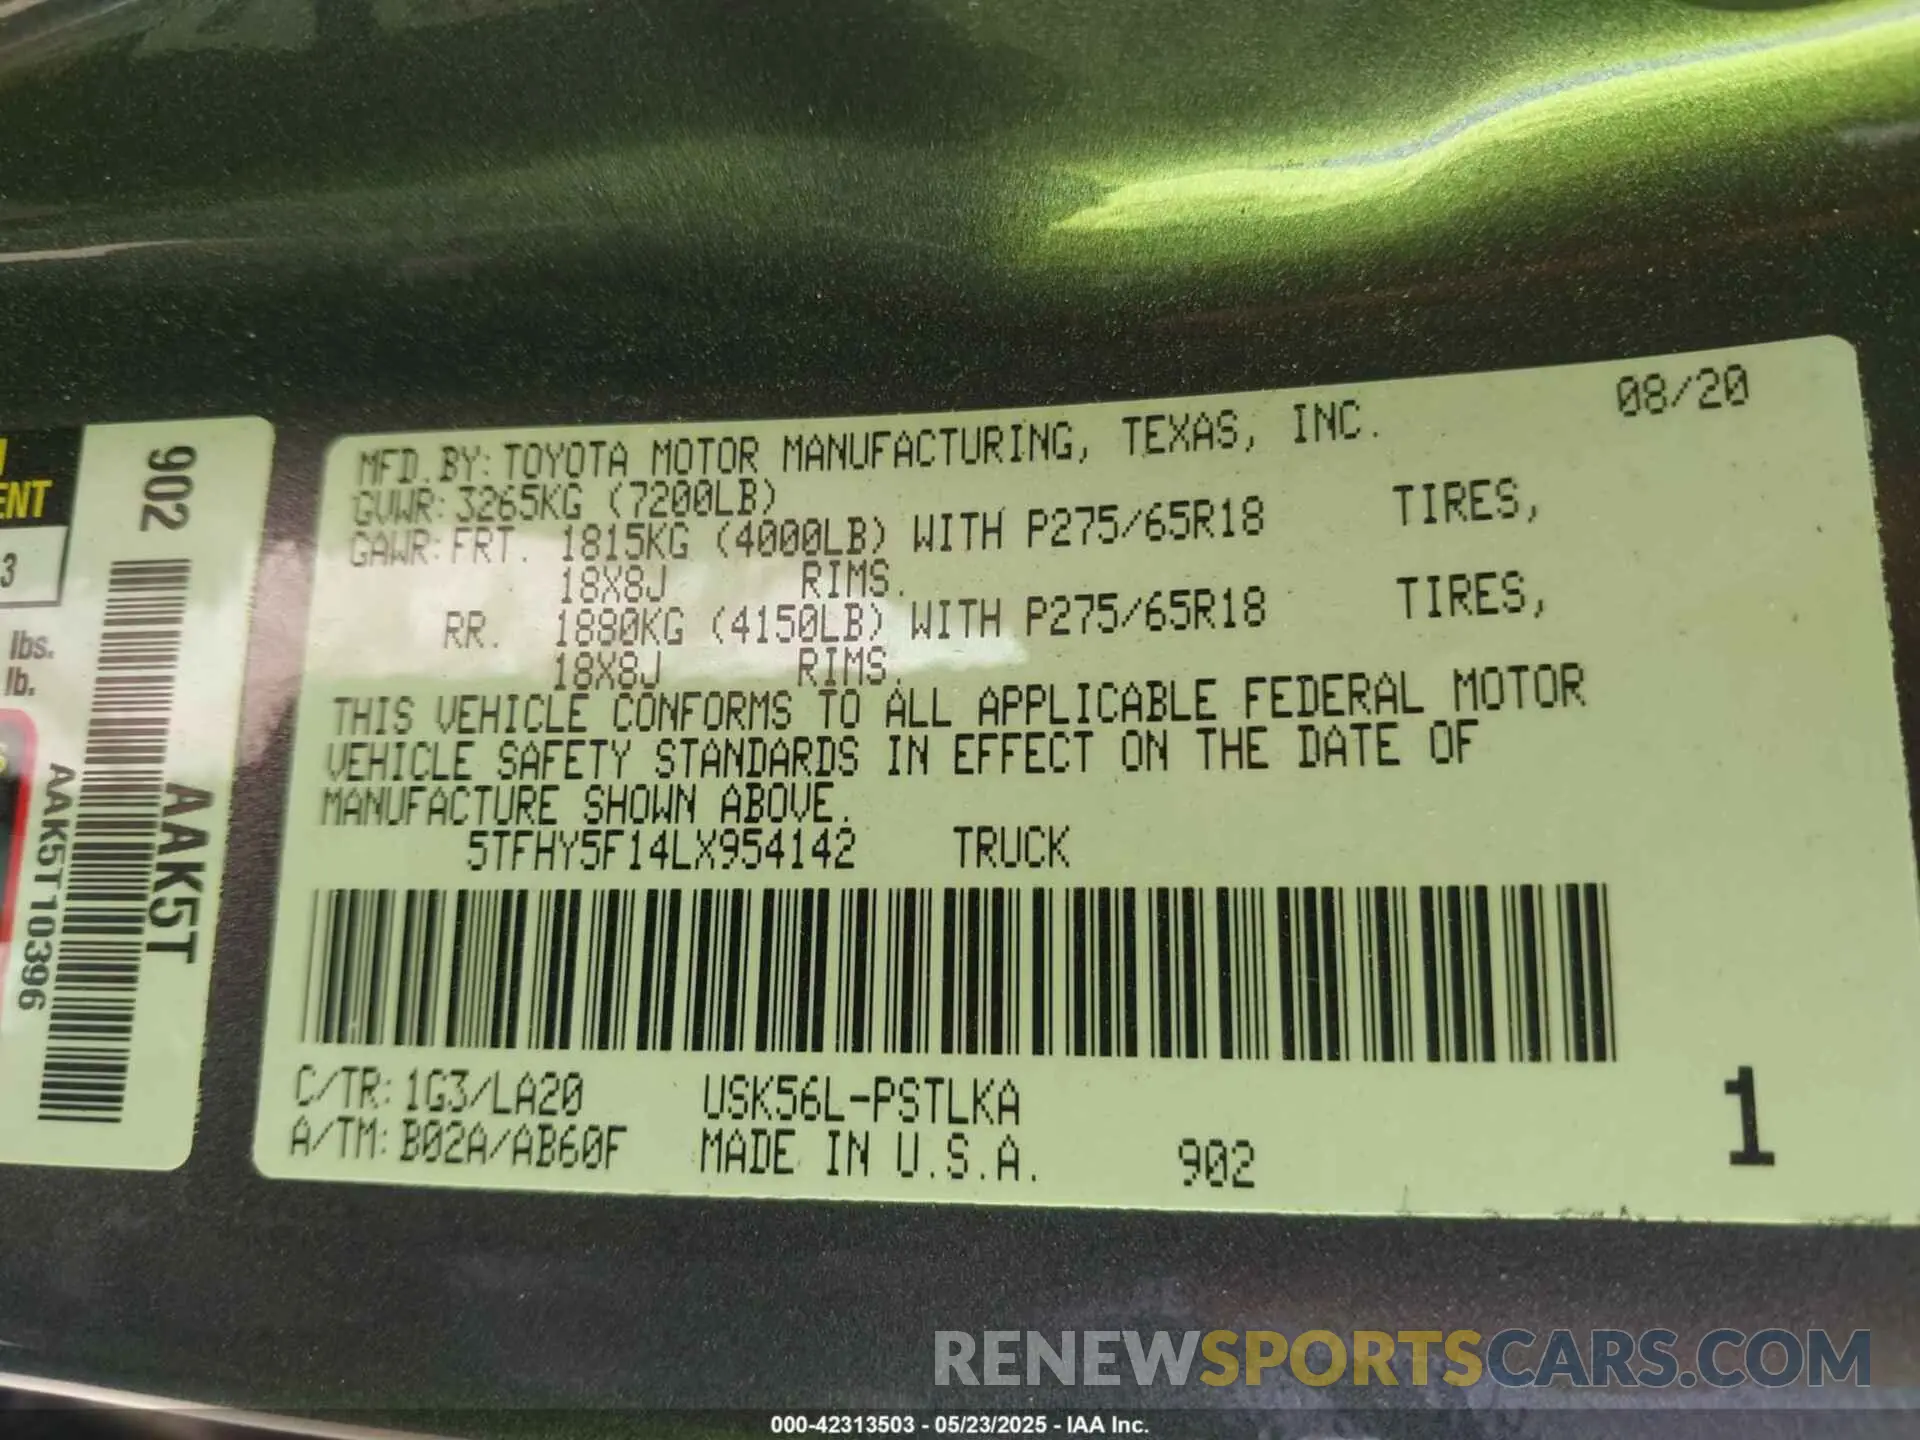 08/20
MFD.BY: TOYOTA MOTOR MANUFACTURING, TEXAS, INC.
GVWR: 3265KG (7200LB)
GAWR: FRT. 1815KG (4000LB) WITH P275/65R18 TIRES,
18X8J RIMS.
RR. 1880KG (4150LB) WITH P275/65R18 TIRES,
18X8J RIMS.
THIS VEHICLE CONFORMS TO ALL APPLICABLE FEDERAL MOTOR
VEHICLE SAFETY STANDARDS IN EFFECT ON THE DATE OF
MANUFACTURE SHOWN ABOVE.
5TFHY5F14LX954142 TRUCK
C/TR: 1G3/LA20 USK56L-PSTLKA
A/TM: B02A/AB60F MADE IN U.S.A. 902
1
902
AAK5T
AAK5T10396
ENT
3
lbs.
lb.
RENEWSPORTSCARS.COM
000-42313503 - 05/23/2025 - IAA Inc.